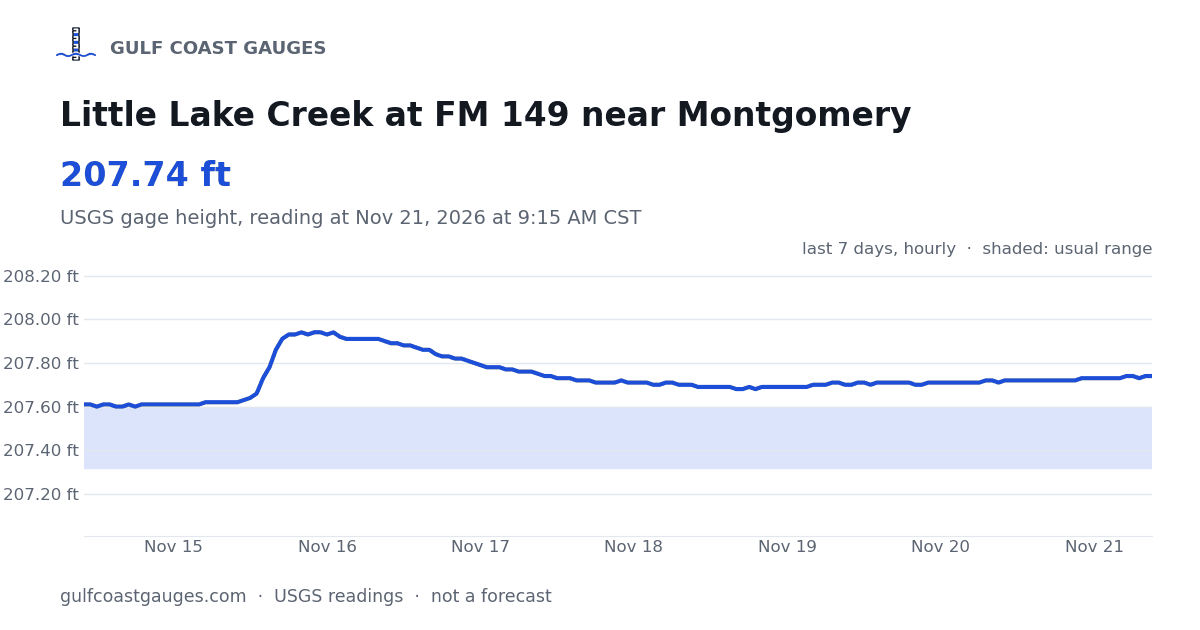 GULF COAST GAUGES
Little Lake Creek at FM 149 near Montgomery
207.74 ft
USGS gage height, reading at Nov 21, 2026 at 9:15 AM CST
last 7 days, hourly · shaded: usual range
208.20 ft
208.00 ft
207.80 ft
207.60 ft
207.40 ft
207.20 ft
Nov 15 Nov 16 Nov 17 Nov 18 Nov 19 Nov 20 Nov 21
gulfcoastgauges.com · USGS readings · not a forecast